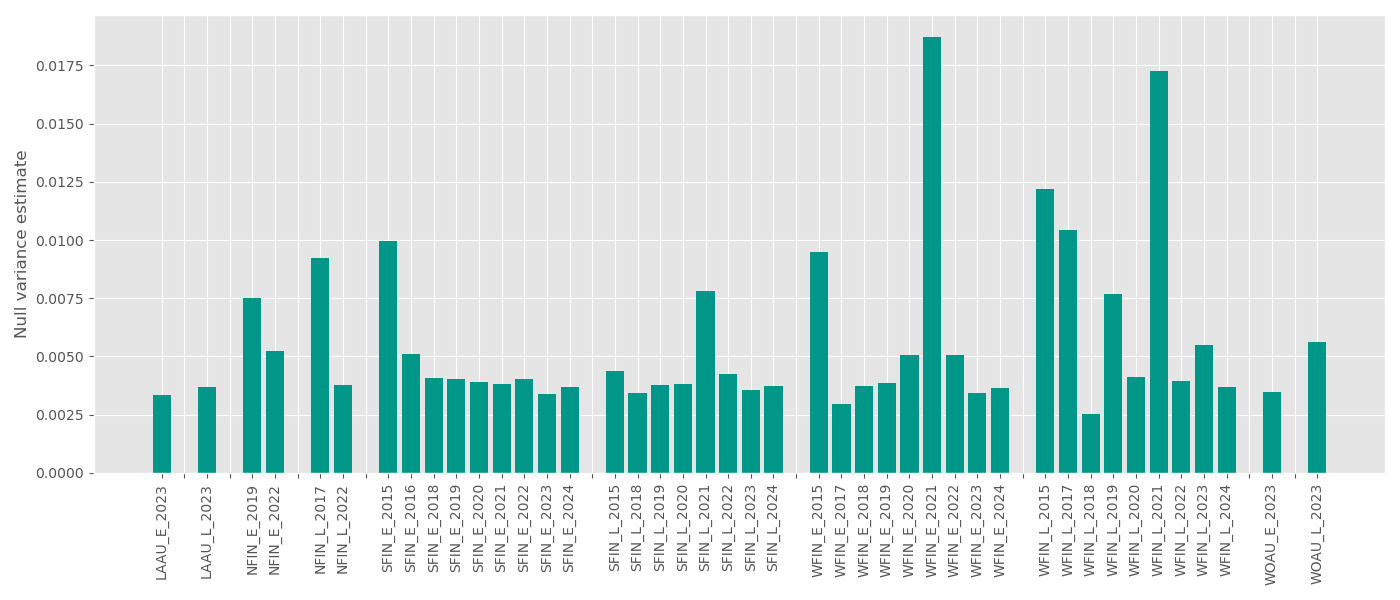 Null variance estimate
0.0175
0.0150
0.0125
0.0100
0.0075
0.0050
0.0025
0.0000
LAAU_E_2023
LAAU_L_2023
NFIN_E_2019
NFIN_E_2022
NFIN_L_2017
NFIN_L_2022
SFIN_E_2015
SFIN_E_2016
SFIN_E_2018
SFIN_E_2019
SFIN_E_2020
SFIN_E_2021
SFIN_E_2022
SFIN_E_2023
SFIN_E_2024
SFIN_L_2015
SFIN_L_2018
SFIN_L_2019
SFIN_L_2020
SFIN_L_2021
SFIN_L_2022
SFIN_L_2023
SFIN_L_2024
WFIN_E_2015
WFIN_E_2017
WFIN_E_2018
WFIN_E_2019
WFIN_E_2020
WFIN_E_2021
WFIN_E_2022
WFIN_E_2023
WFIN_E_2024
WFIN_L_2015
WFIN_L_2017
WFIN_L_2018
WFIN_L_2019
WFIN_L_2020
WFIN_L_2021
WFIN_L_2022
WFIN_L_2023
WFIN_L_2024
WOAU_E_2023
WOAU_L_2023